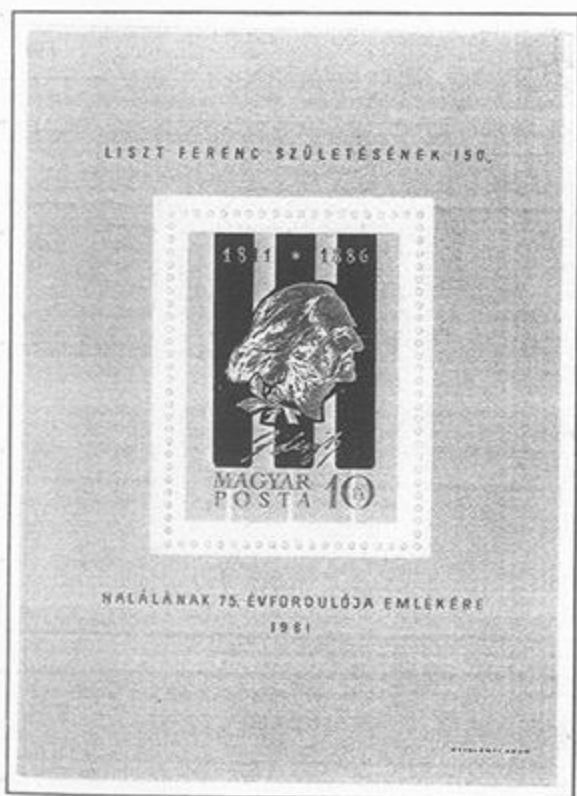 LISZT FERENC SZÜLETÉSÉNEK 150.
1811 * 1886
MAGYAR
POSTA 10
HALÁLÁNAK 75. ÉVFORDULÓJA EMLÉKÉRE
1961